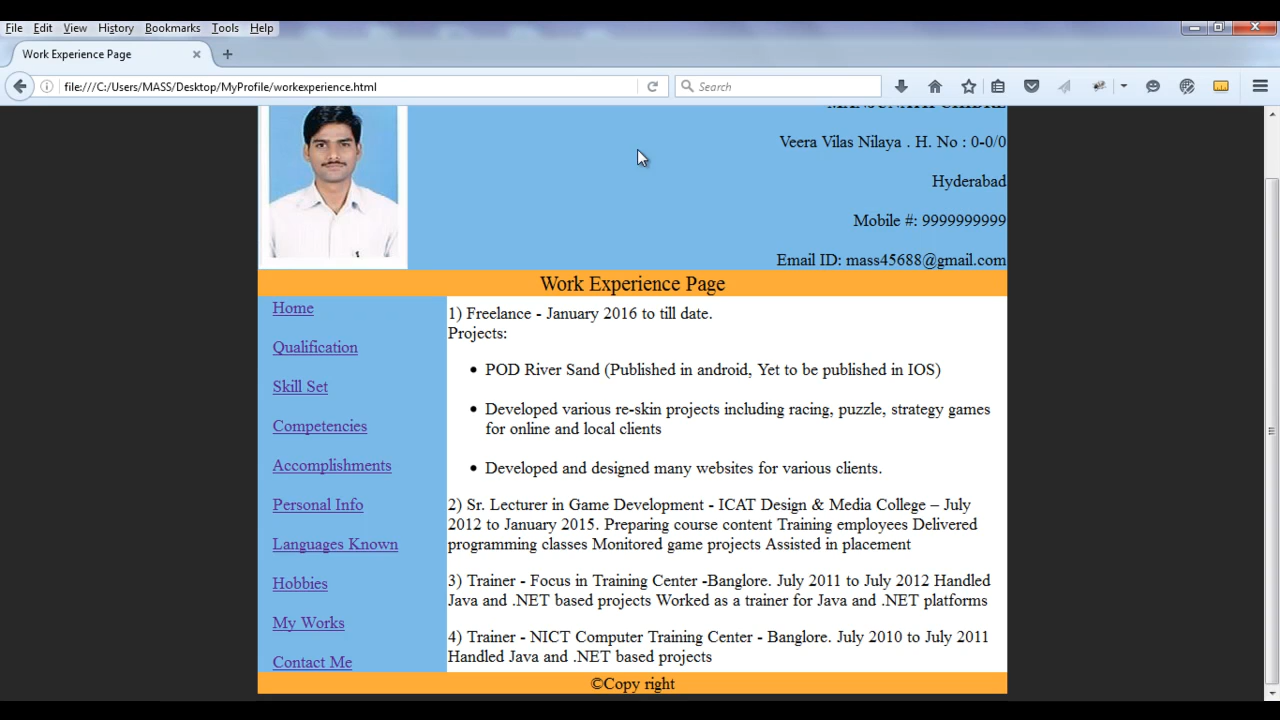 File Edit View History Bookmarks Tools Help
Work Experience Page
file:///C:/Users/MASS/Desktop/MyProfile/workexperience.html
Search
Veera Vilas Nilaya . H. No : 0-0/0
Hyderabad
Mobile #: 9999999999
Email ID: mass45688@gmail.com
Work Experience Page
Home
Qualification
Skill Set
Competencies
Accomplishments
Personal Info
Languages Known
Hobbies
My Works
Contact Me
1) Freelance - January 2016 to till date.
Projects:
POD River Sand (Published in android, Yet to be published in IOS)
Developed various re-skin projects including racing, puzzle, strategy games
for online and local clients
Developed and designed many websites for various clients.
2) Sr. Lecturer in Game Development - ICAT Design & Media College – July
2012 to January 2015. Preparing course content Training employees Delivered
programming classes Monitored game projects Assisted in placement
3) Trainer - Focus in Training Center -Banglore. July 2011 to July 2012 Handled
Java and .NET based projects Worked as a trainer for Java and .NET platforms
4) Trainer - NICT Computer Training Center - Banglore. July 2010 to July 2011
Handled Java and .NET based projects
©Copy right